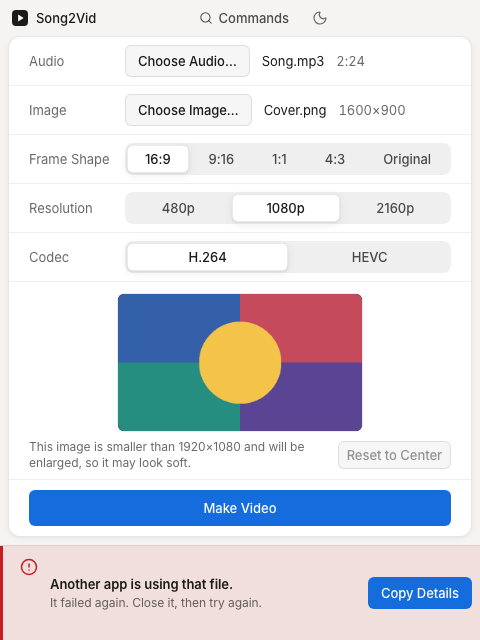 Song2Vid
Commands
Audio Choose Audio... Song.mp3 2:24
Image Choose Image... Cover.png 1600×900
Frame Shape 16:9 9:16 1:1 4:3 Original
Resolution 480p 1080p 2160p
Codec H.264 HEVC
This image is smaller than 1920×1080 and will be
enlarged, so it may look soft.
Reset to Center
Make Video
Another app is using that file.
It failed again. Close it, then try again.
Copy Details